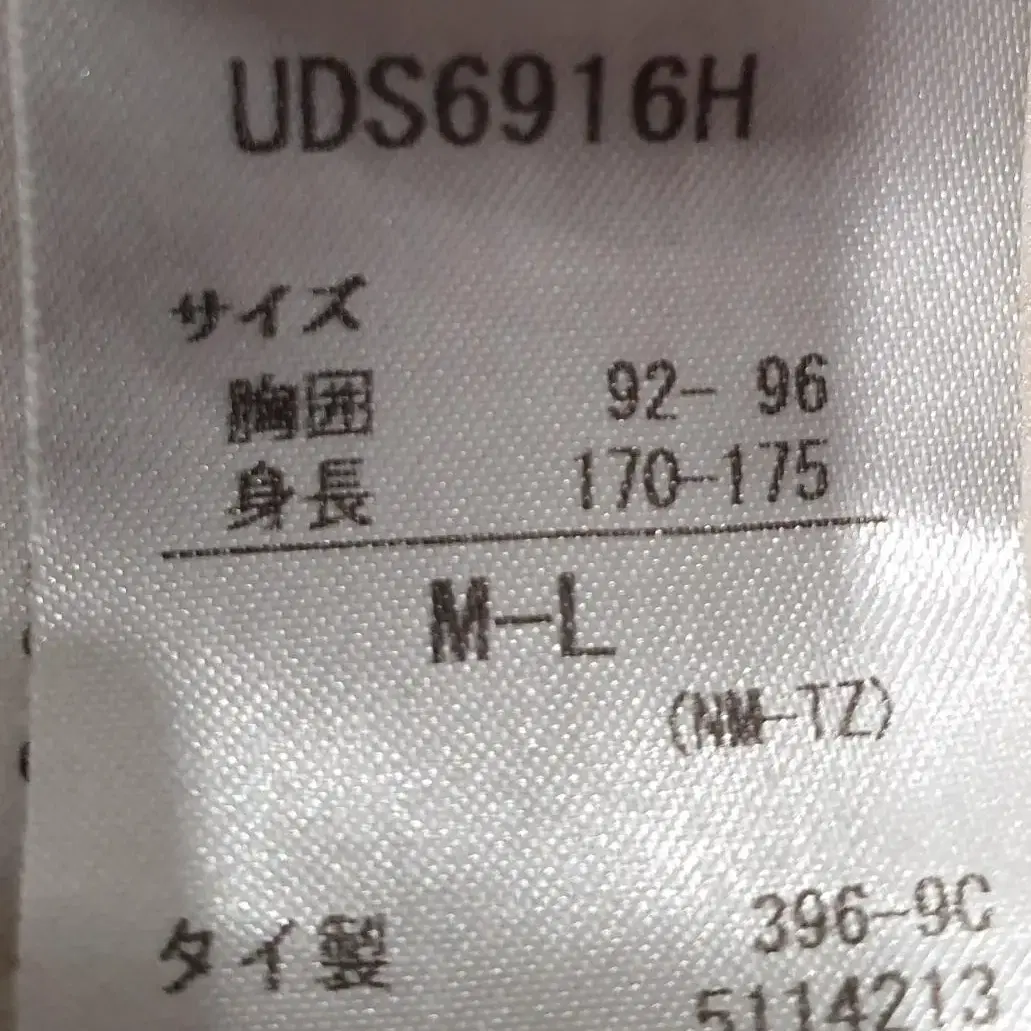 UDS6916H
サイズ
胸囲 92- 96
身長 170-175
M-L
(NM-TZ)
タイ製 396-9C
5114213